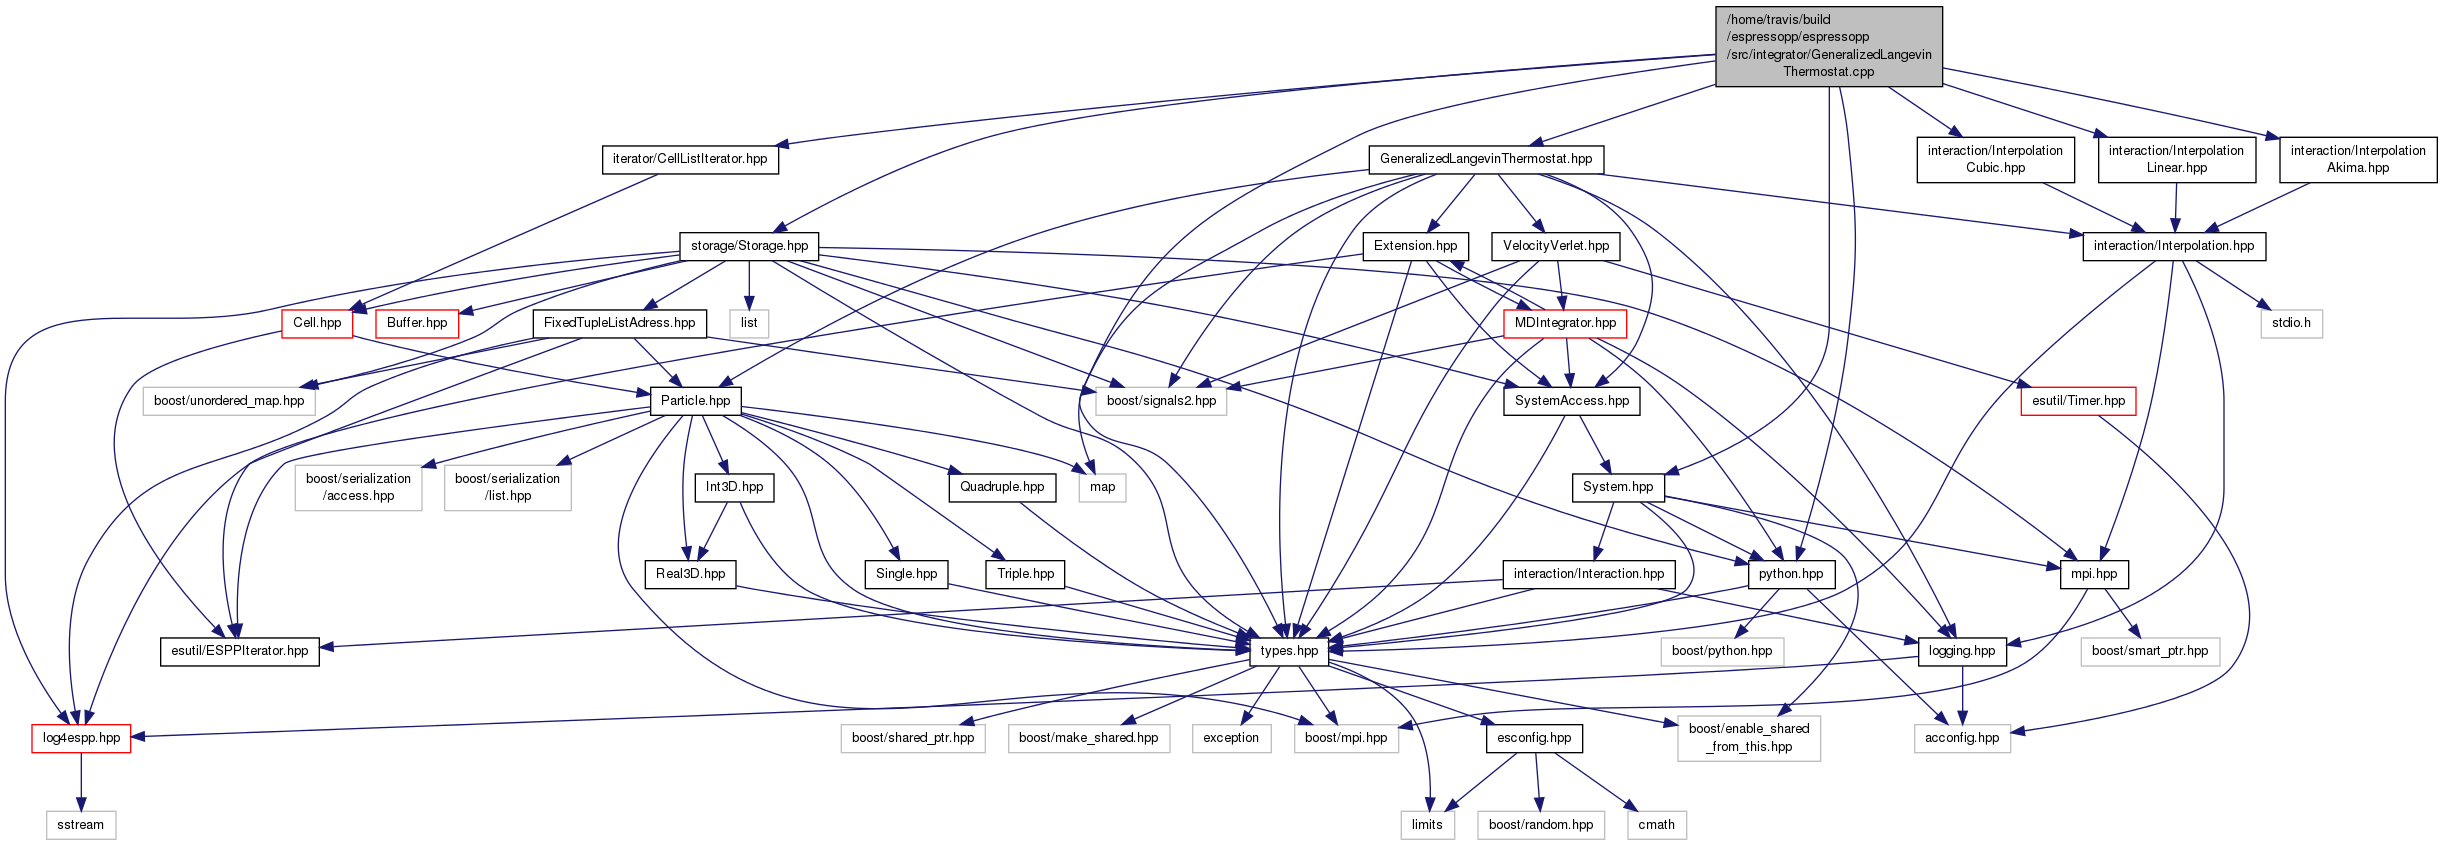 /home/travis/build
/espressopp/espressopp
/src/integrator/GeneralizedLangevin
Thermostat.cpp
iterator/CellListIterator.hpp
GeneralizedLangevinThermostat.hpp
interaction/Interpolation
Cubic.hpp
interaction/Interpolation
Linear.hpp
interaction/Interpolation
Akima.hpp
storage/Storage.hpp
Extension.hpp
VelocityVerlet.hpp
interaction/Interpolation.hpp
Cell.hpp
Buffer.hpp
list
FixedTupleListAdress.hpp
MDIntegrator.hpp
stdio.h
boost/unordered_map.hpp
Particle.hpp
boost/signals2.hpp
SystemAccess.hpp
esutil/Timer.hpp
boost/serialization
/access.hpp
boost/serialization
/list.hpp
Int3D.hpp
Quadruple.hpp
map
System.hpp
Real3D.hpp
Single.hpp
Triple.hpp
interaction/Interaction.hpp
python.hpp
mpi.hpp
esutil/ESPPIterator.hpp
types.hpp
boost/python.hpp
logging.hpp
boost/smart_ptr.hpp
log4espp.hpp
boost/shared_ptr.hpp
boost/make_shared.hpp
exception
boost/mpi.hpp
esconfig.hpp
boost/enable_shared
_from_this.hpp
acconfig.hpp
sstream
limits
boost/random.hpp
cmath